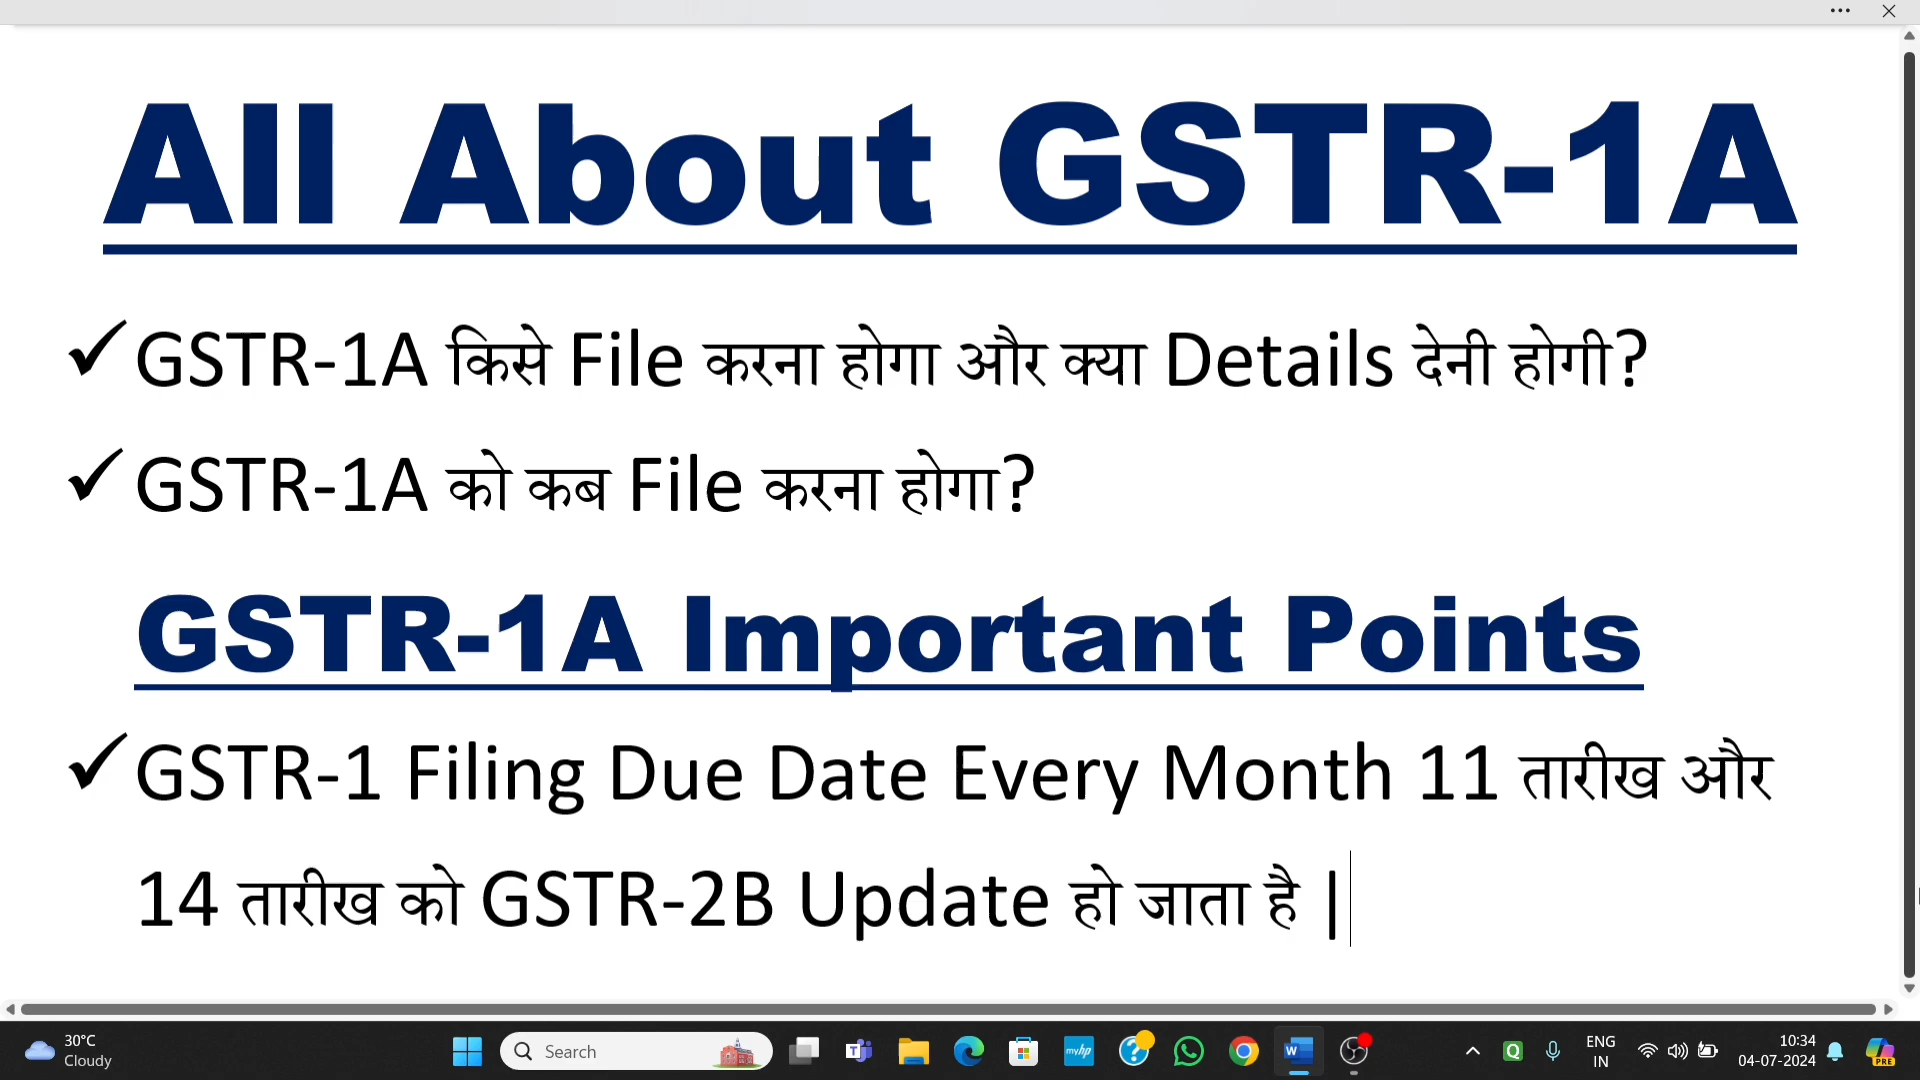 All About GSTR-1A
✓ GSTR-1A किसे File करना होगा और क्या Details देनी होगी?
✓ GSTR-1A को कब File करना होगा?
GSTR-1A Important Points
✓ GSTR-1 Filing Due Date Every Month 11 तारीख और
14 तारीख को GSTR-2B Update हो जाता है |
30°C
Cloudy
Search
myhp
ENG
IN
10:34
04-07-2024
PRE